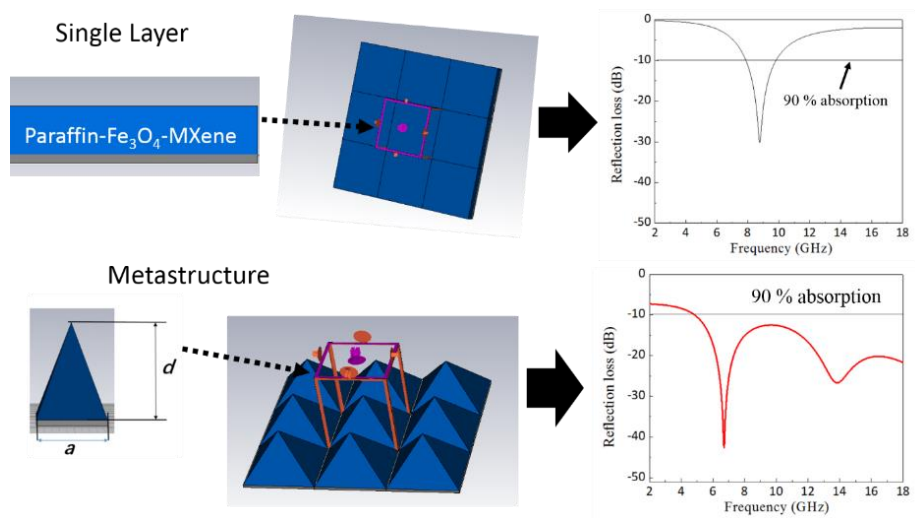 Single Layer
Paraffin-Fe₃O₄-MXene
Reflection loss (dB)
0
-10
-20
-30
-40
-50
90 % absorption
2 4 6 8 10 12 14 16 18
Frequency (GHz)
Metastructure
d
a
Reflection loss (dB)
0
-10
-20
-30
-40
-50
90 % absorption
2 4 6 8 10 12 14 16 18
Frequency (GHz)